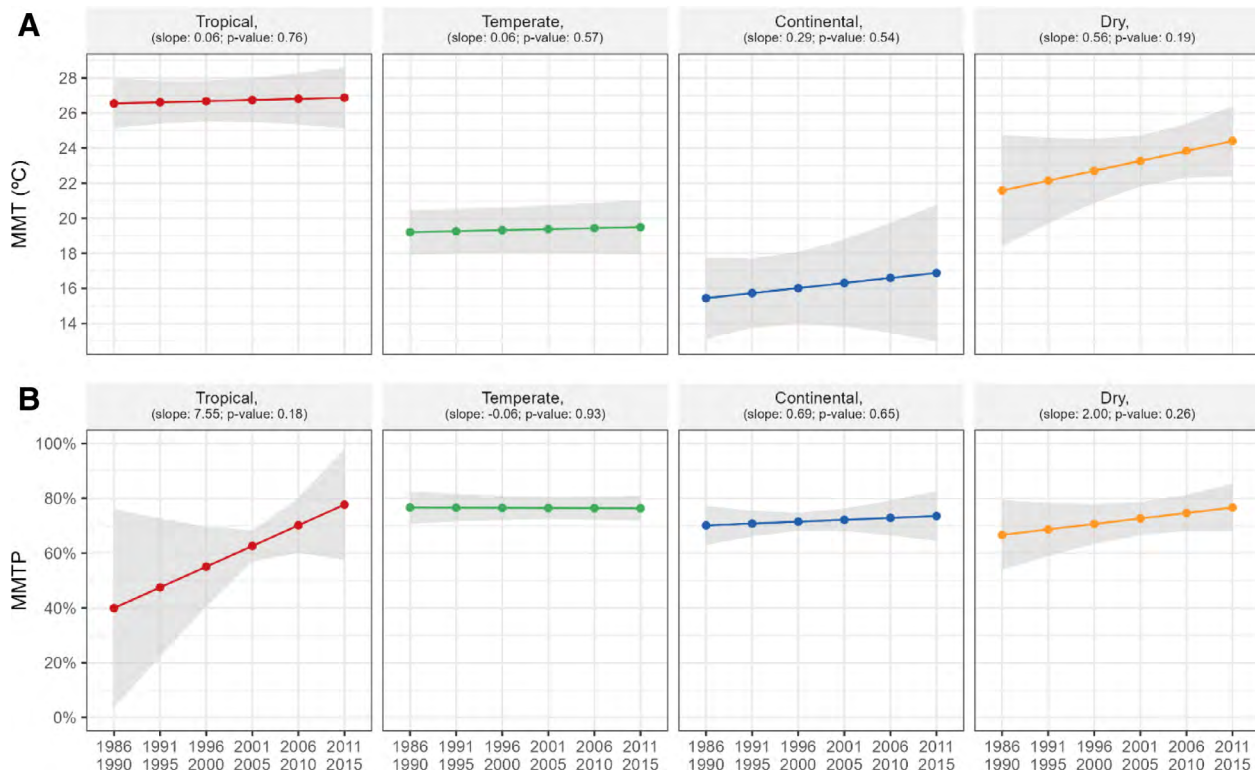 A
Tropical,
(slope: 0.06; p-value: 0.76)
Temperate,
(slope: 0.06; p-value: 0.57)
Continental,
(slope: 0.29; p-value: 0.54)
Dry,
(slope: 0.56; p-value: 0.19)
MMT (ºC)
28
26
24
22
20
18
16
14
B
Tropical,
(slope: 7.55; p-value: 0.18)
Temperate,
(slope: -0.06; p-value: 0.93)
Continental,
(slope: 0.69; p-value: 0.65)
Dry,
(slope: 2.00; p-value: 0.26)
MMTP
100%
80%
60%
40%
20%
0%
1986 1991 1996 2001 2006 2011
1990 1995 2000 2005 2010 2015
1986 1991 1996 2001 2006 2011
1990 1995 2000 2005 2010 2015
1986 1991 1996 2001 2006 2011
1990 1995 2000 2005 2010 2015
1986 1991 1996 2001 2006 2011
1990 1995 2000 2005 2010 2015